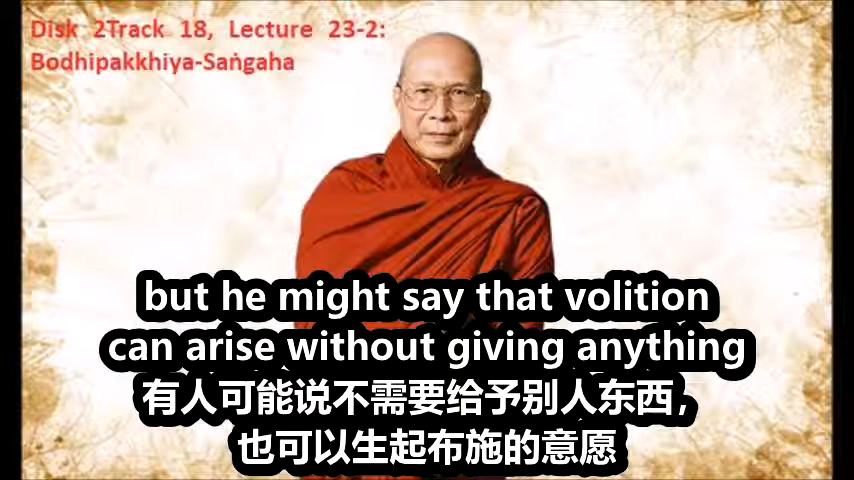 Disk 2Track 18, Lecture 23-2:
Bodhipakkhiya-Saṅgaha
but he might say that volition
can arise without giving anything
有人可能说不需要给予别人东西，
也可以生起布施的意愿